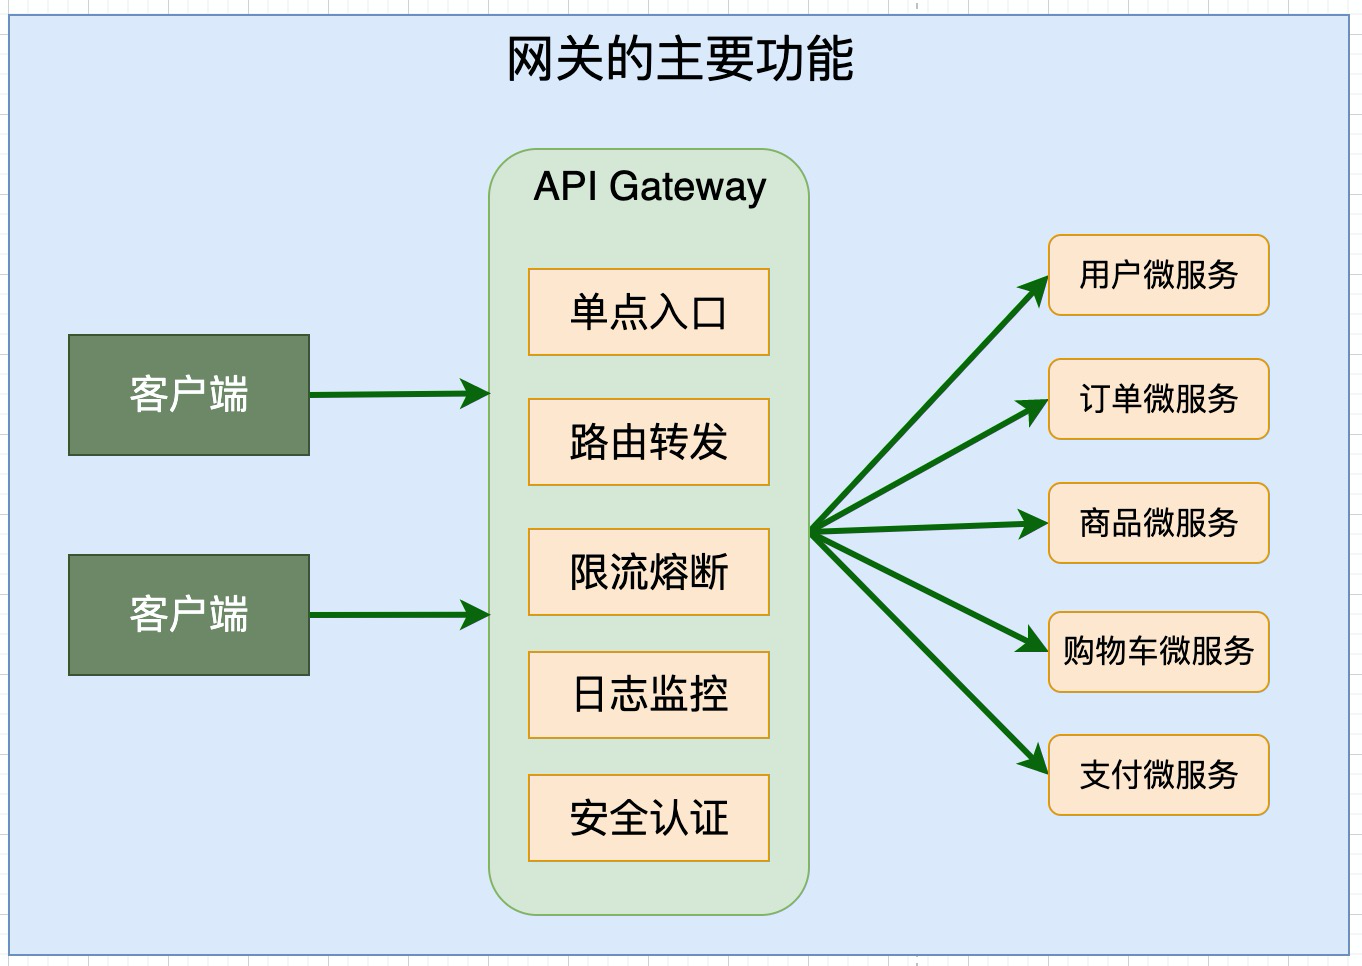 网关的主要功能
API Gateway
单点入口
路由转发
限流熔断
日志监控
安全认证
客户端
客户端
用户微服务
订单微服务
商品微服务
购物车微服务
支付微服务